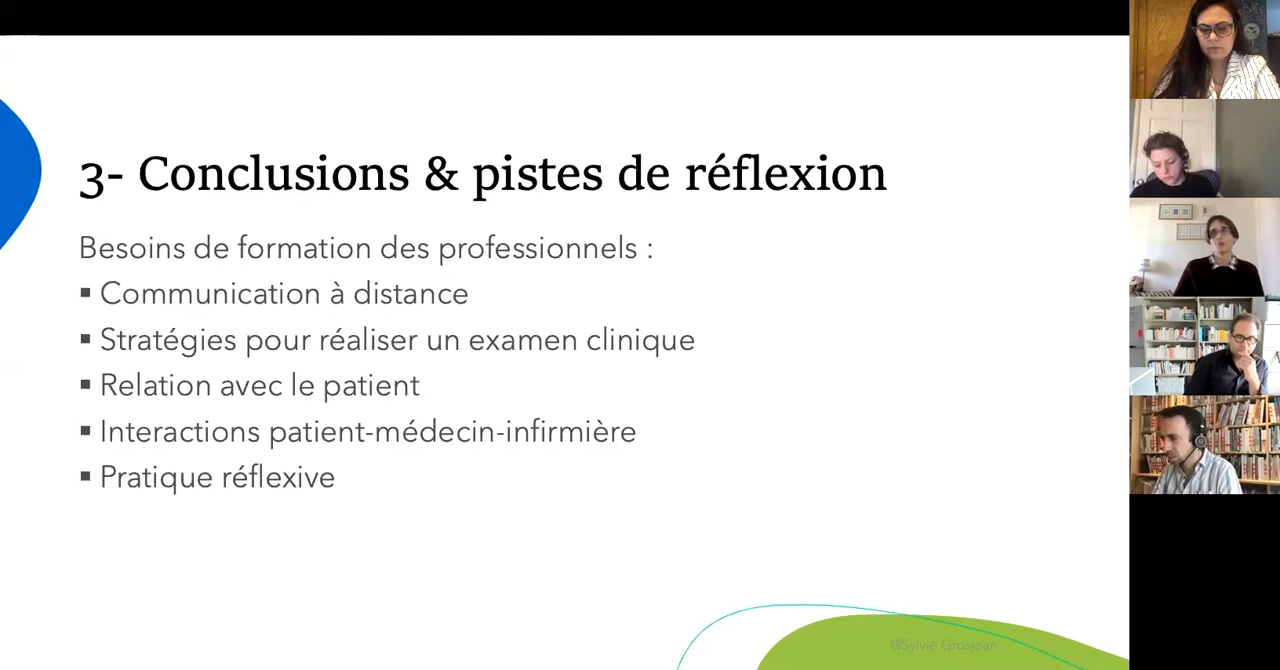 3- Conclusions & pistes de réflexion
Besoins de formation des professionnels :
▪ Communication à distance
▪ Stratégies pour réaliser un examen clinique
▪ Relation avec le patient
▪ Interactions patient-médecin-infirmière
▪ Pratique réflexive
@Sylvie Grosjean